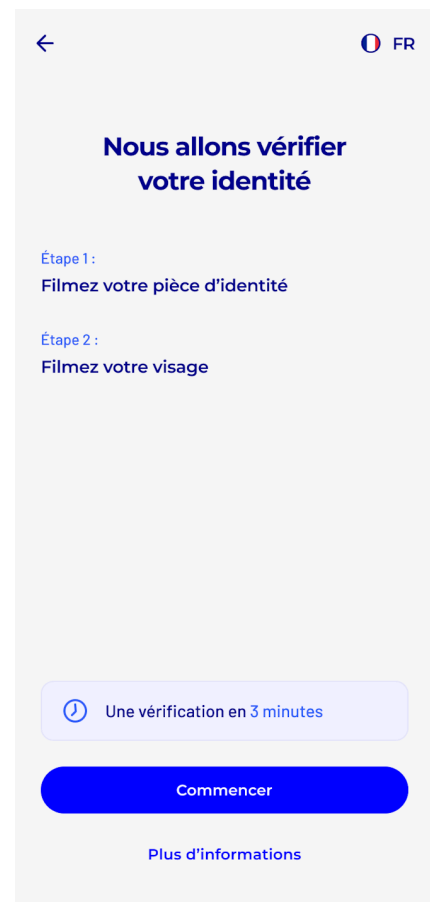 FR
Nous allons vérifier
votre identité
Étape 1 :
Filmez votre pièce d’identité
Étape 2 :
Filmez votre visage
Une vérification en 3 minutes
Commencer
Plus d’informations